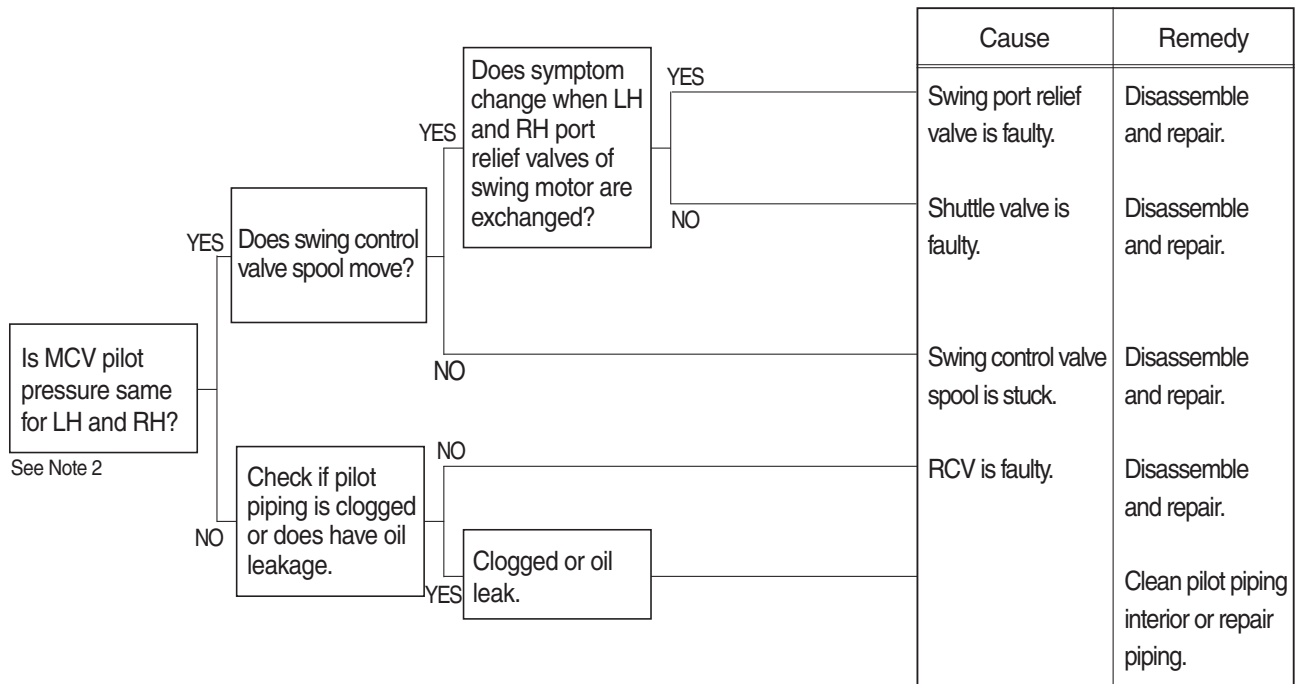 Is MCV pilot
pressure same
for LH and RH?
See Note 2
YES
Does swing control
valve spool move?
YES
Does symptom
change when LH
and RH port
relief valves of
swing motor are
exchanged?
YES
NO
NO
NO
Check if pilot
piping is clogged
or does have oil
leakage.
NO
YES
Clogged or oil
leak.
Cause
Remedy
Swing port relief
valve is faulty.
Disassemble
and repair.
Shuttle valve is
faulty.
Disassemble
and repair.
Swing control valve
spool is stuck.
Disassemble
and repair.
RCV is faulty.
Disassemble
and repair.
Clean pilot piping
interior or repair
piping.